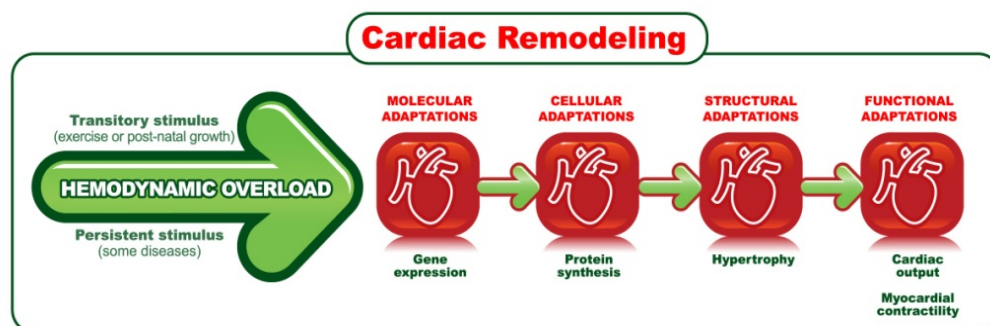 Cardiac Remodeling
Transitory stimulus
(exercise or post-natal growth)
HEMODYNAMIC OVERLOAD
Persistent stimulus
(some diseases)
MOLECULAR
ADAPTATIONS
Gene
expression
CELLULAR
ADAPTATIONS
Protein
synthesis
STRUCTURAL
ADAPTATIONS
Hypertrophy
FUNCTIONAL
ADAPTATIONS
Cardiac
output
Myocardial
contractility